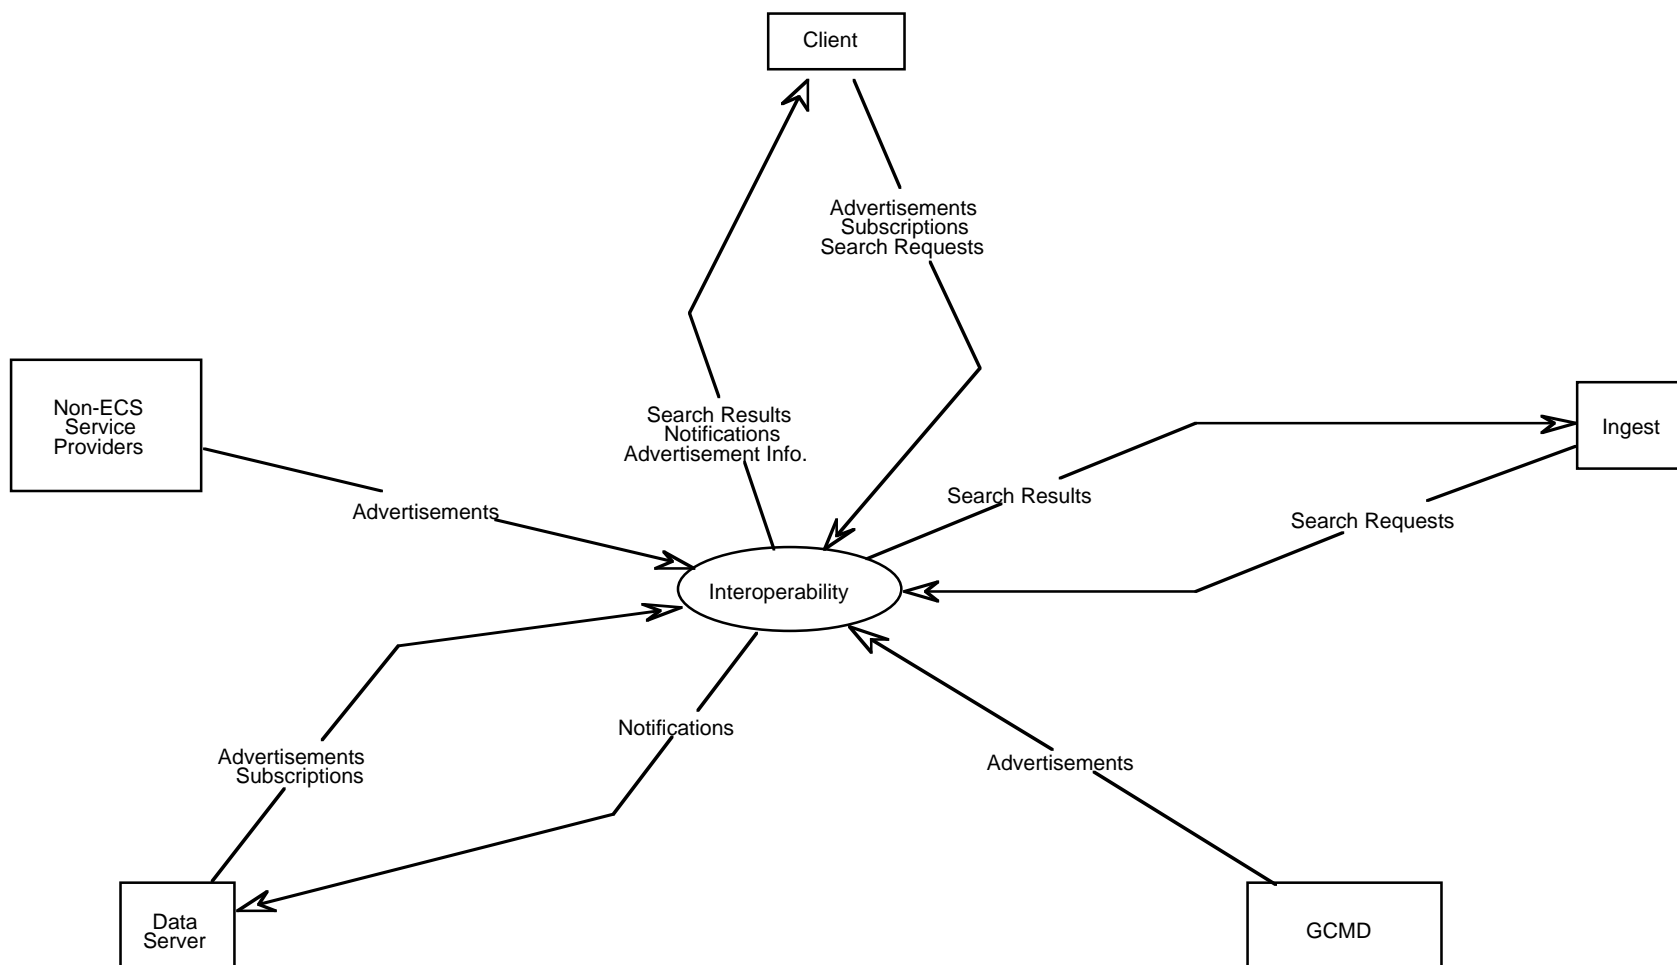 Client
Advertisements
Subscriptions
Search Requests
Non-ECS
Service
Providers
Search Results
Notifications
Advertisement Info.
Ingest
Search Results
Advertisements
Search Requests
Interoperability
Notifications
Advertisements
Subscriptions
Advertisements
Data
Server
GCMD